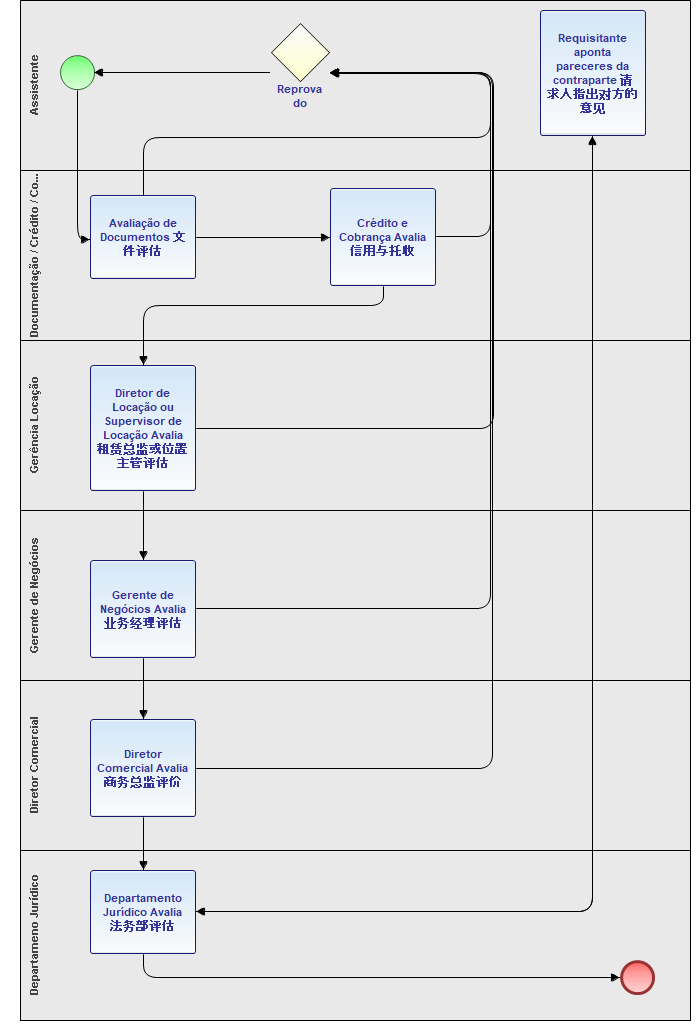 Assistente
Reprova
do
Requisitante
aponta
pareceres da
contraparte 请
求人指出对方的
意见
Documentação / Crédito / Co...
Avaliação de
Documentos 文
件评估
Crédito e
Cobrança Avalia
信用与托收
Gerência Locação
Diretor de
Locação ou
Supervisor de
Locação Avalia
租赁总监或位置
主管评估
Gerente de Negócios
Gerente de
Negócios Avalia
业务经理评估
Diretor Comercial
Diretor
Comercial Avalia
商务总监评价
Departameno Jurídico
Departamento
Jurídico Avalia
法务部评估